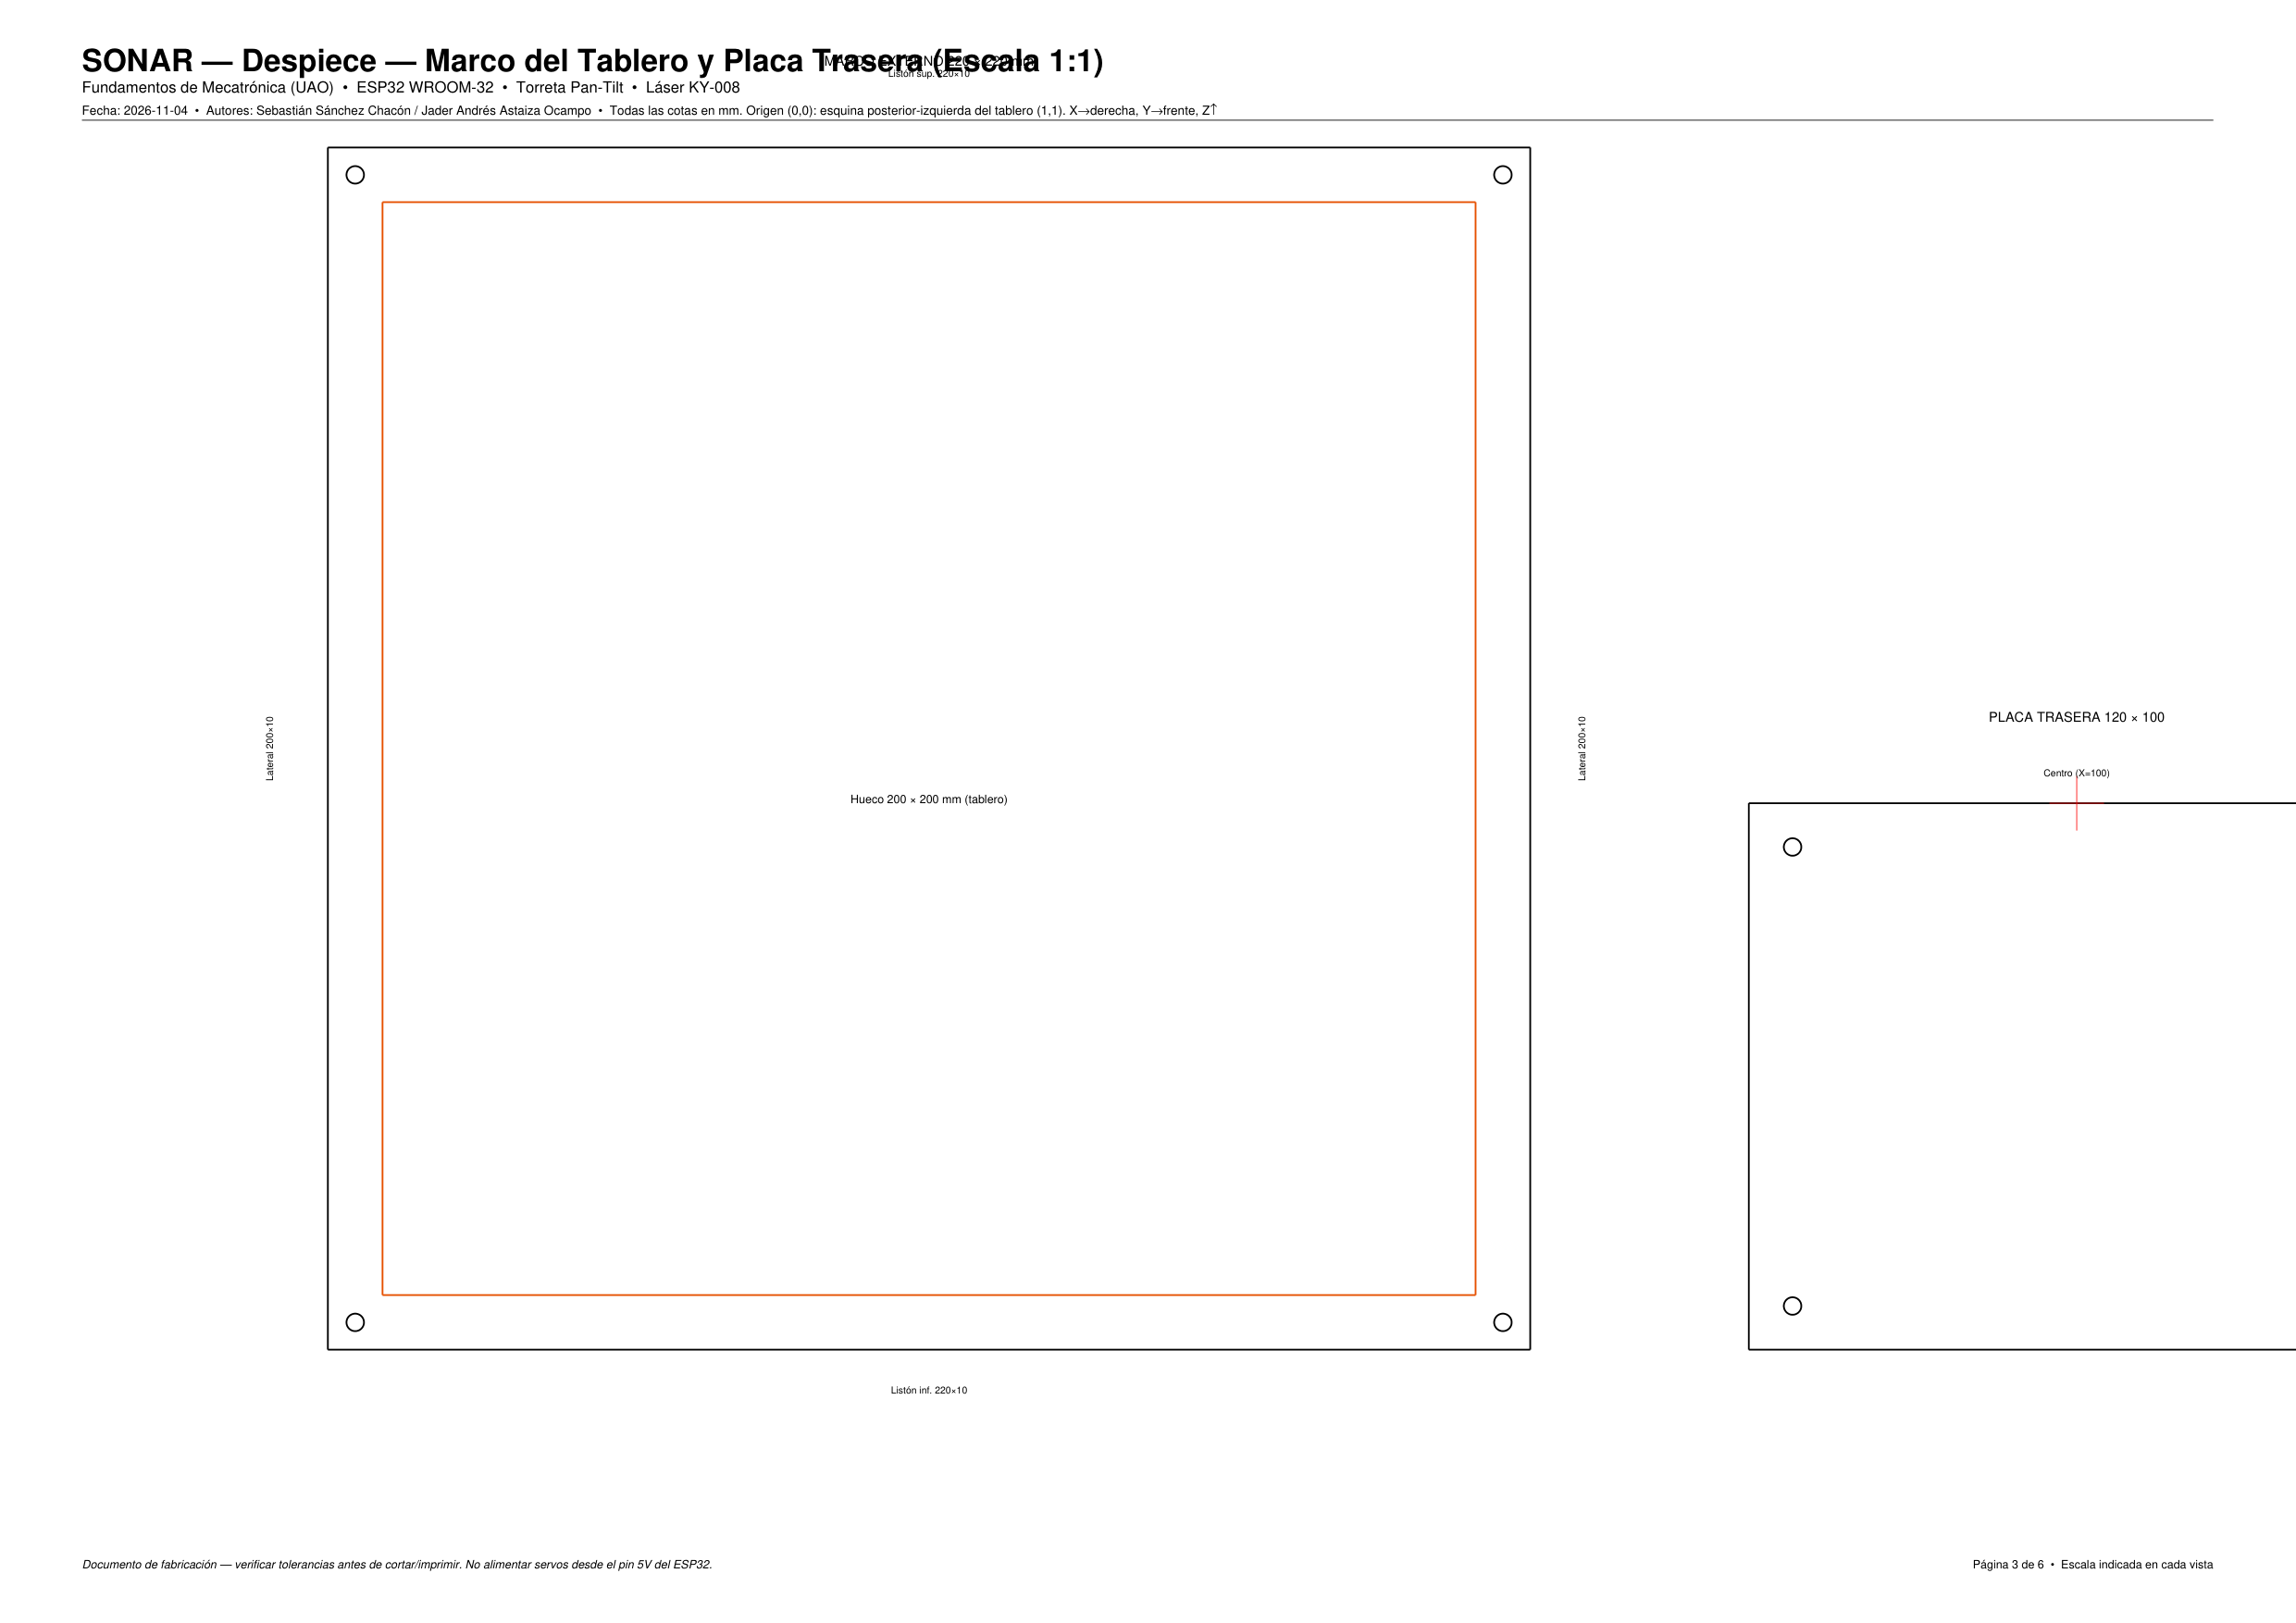 SONAR — Despiece — Marco del Tablero y Placa Trasera (Escala 1:1)
MARCO EXTERNO 220 × 220 mm
Listón sup. 220×10
Fundamentos de Mecatrónica (UAO) • ESP32 WROOM-32 • Torreta Pan-Tilt • Láser KY-008
Fecha: 2026-11-04 • Autores: Sebastián Sánchez Chacón / Jader Andrés Astaiza Ocampo • Todas las cotas en mm. Origen (0,0): esquina posterior-izquierda del tablero (1,1). X→derecha, Y→frente, Z↑
Lateral 200×10
Hueco 200 × 200 mm (tablero)
Lateral 200×10
PLACA TRASERA 120 × 100
Centro (X=100)
Listón inf. 220×10
Documento de fabricación — verificar tolerancias antes de cortar/imprimir. No alimentar servos desde el pin 5V del ESP32.
Página 3 de 6 • Escala indicada en cada vista